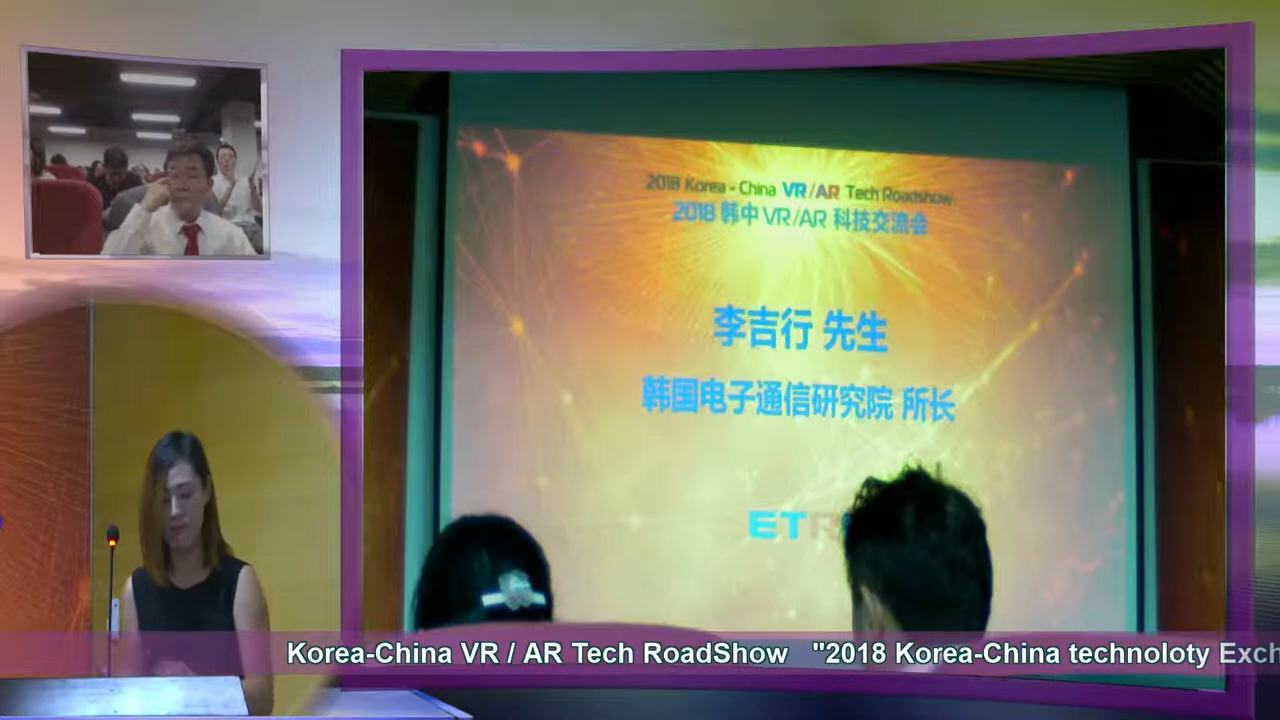 2018 Korea - China VR/AR Tech Roadshow
2018 韩中 VR/AR 科技交流会
李吉行 先生
韩国电子通信研究院 所长
ETR
Korea-China VR / AR Tech RoadShow "2018 Korea-China technoloty Exch